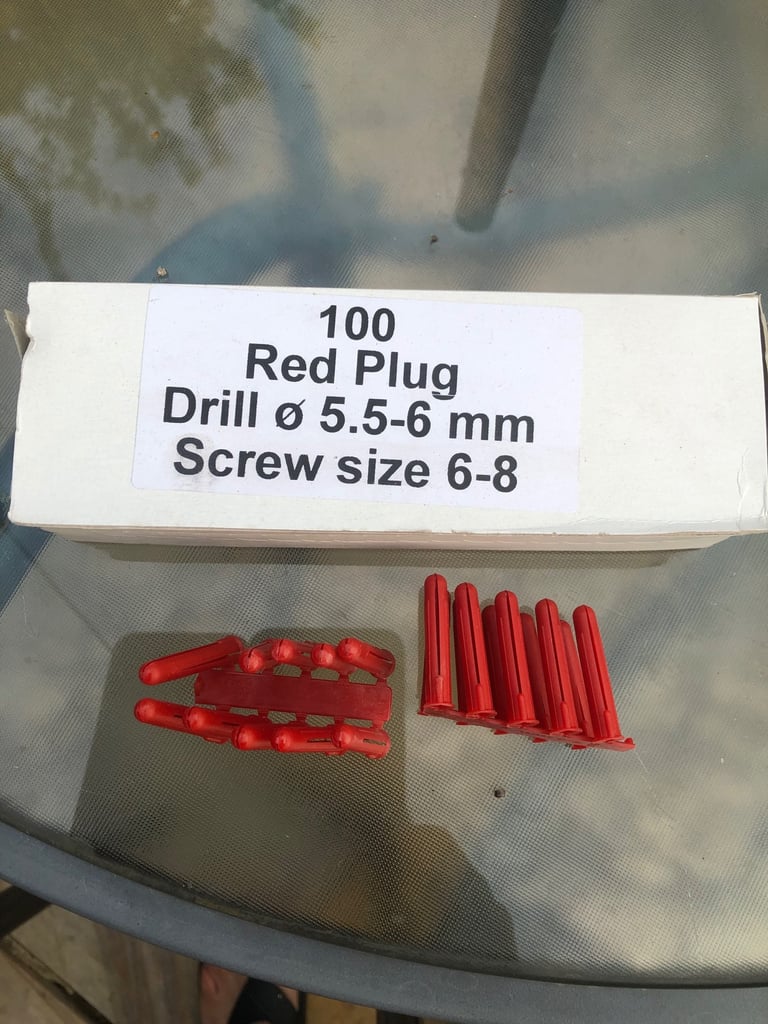 100
Red Plug
Drill ø 5.5-6 mm
Screw size 6-8